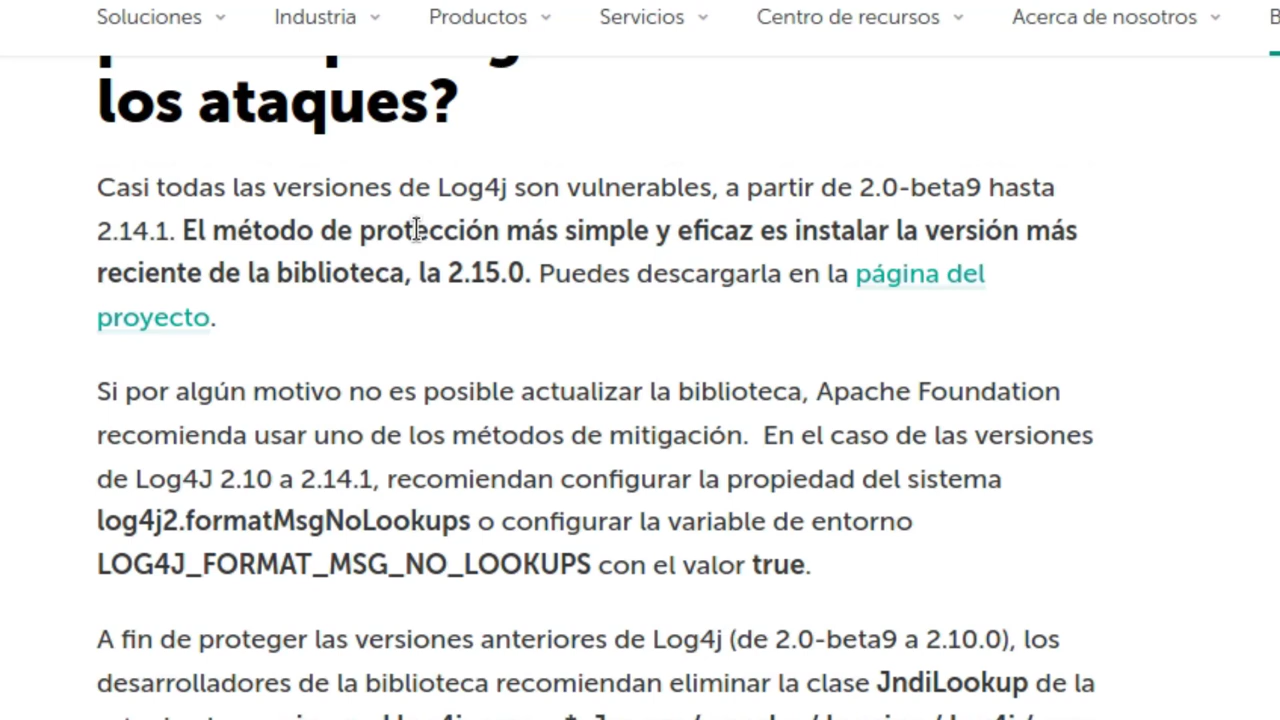 Soluciones Industria Productos Servicios Centro de recursos Acerca de nosotros B
los ataques?
Casi todas las versiones de Log4j son vulnerables, a partir de 2.0-beta9 hasta
2.14.1. El método de protección más simple y eficaz es instalar la versión más
reciente de la biblioteca, la 2.15.0. Puedes descargarla en la página del
proyecto.
Si por algún motivo no es posible actualizar la biblioteca, Apache Foundation
recomienda usar uno de los métodos de mitigación.  En el caso de las versiones
de Log4J 2.10 a 2.14.1, recomiendan configurar la propiedad del sistema
log4j2.formatMsgNoLookups o configurar la variable de entorno
LOG4J_FORMAT_MSG_NO_LOOKUPS con el valor true.
A fin de proteger las versiones anteriores de Log4j (de 2.0-beta9 a 2.10.0), los
desarrolladores de la biblioteca recomiendan eliminar la clase JndiLookup de la